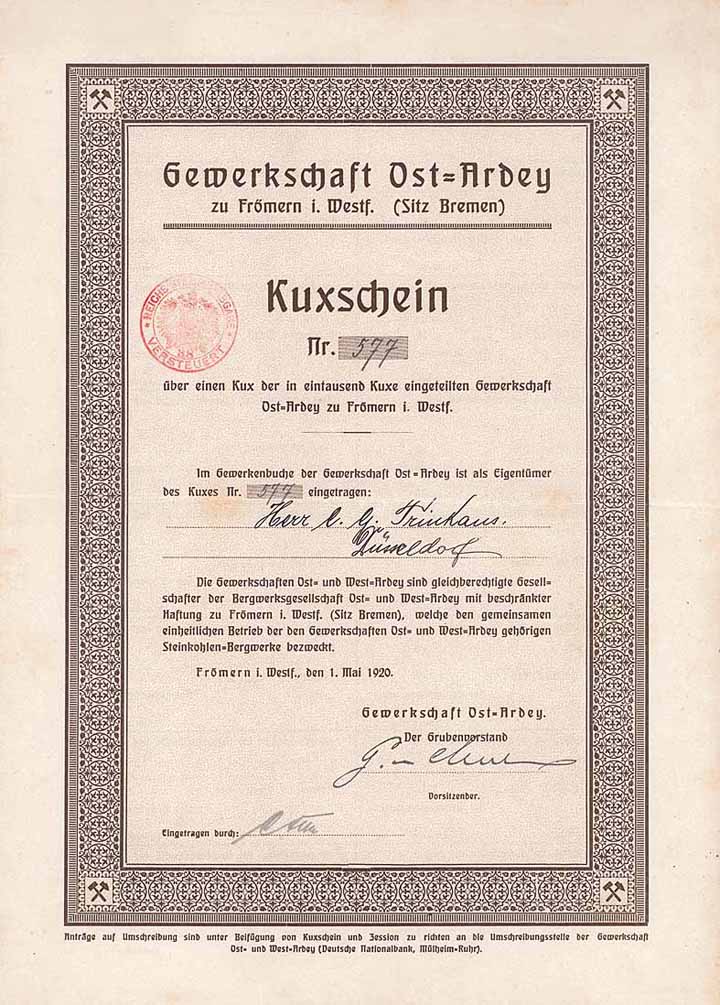 Gewerkschaft Ost=Ardey
zu Frömern i. Westf. (Sitz Bremen)
Kuxschein
Nr. 577
VERSTEUERT
über einen Kux der in eintausend Kuxe eingeteilten Gewerkschaft
Ost=Ardey zu Frömern i. Westf.
Im Gewerkenbuche der Gewerkschaft Ost=Ardey ist als Eigentümer
des Kuxes Nr. 577 eingetragen:
Herr C. G. Trinkaus.
Düsseldorf
Die Gewerkschaften Ost= und West=Ardey sind gleichberechtigte Gesell=
schafter der Bergwerksgesellschaft Ost= und West=Ardey mit beschränkter
Haftung zu Frömern i. Westf. (Sitz Bremen), welche den gemeinsamen
einheitlichen Betrieb der den Gewerkschaften Ost= und West=Ardey gehörigen
Steinkohlen=Bergwerke bezweckt.
Frömern i. Westf., den 1. Mai 1920.
Gewerkschaft Ost=Ardey.
Der Grubenvorstand
Vorsitzender.
Eingetragen durch:
Anträge auf Umschreibung sind unter Beifügung von Kuxschein und Zession zu richten an die Umschreibungsstelle der Gewerkschaft
Ost= und West=Ardey (Deutsche Nationalbank, Mülheim=Ruhr).